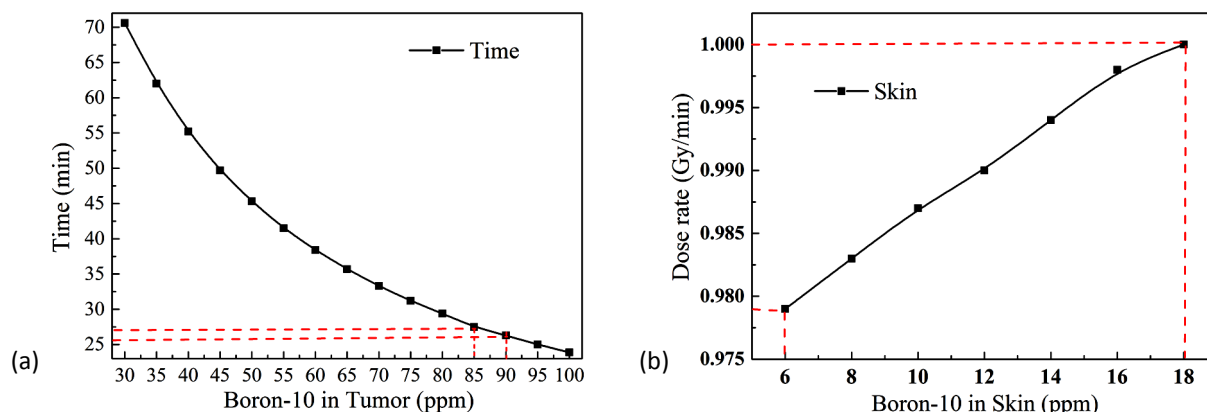 (a)
Time (min)
70
65
60
55
50
45
40
35
30
25
Time
30 35 40 45 50 55 60 65 70 75 80 85 90 95 100
Boron-10 in Tumor (ppm)
(b)
Dose rate (Gy/min)
1.000
0.995
0.990
0.985
0.980
0.975
Skin
6 8 10 12 14 16 18
Boron-10 in Skin (ppm)